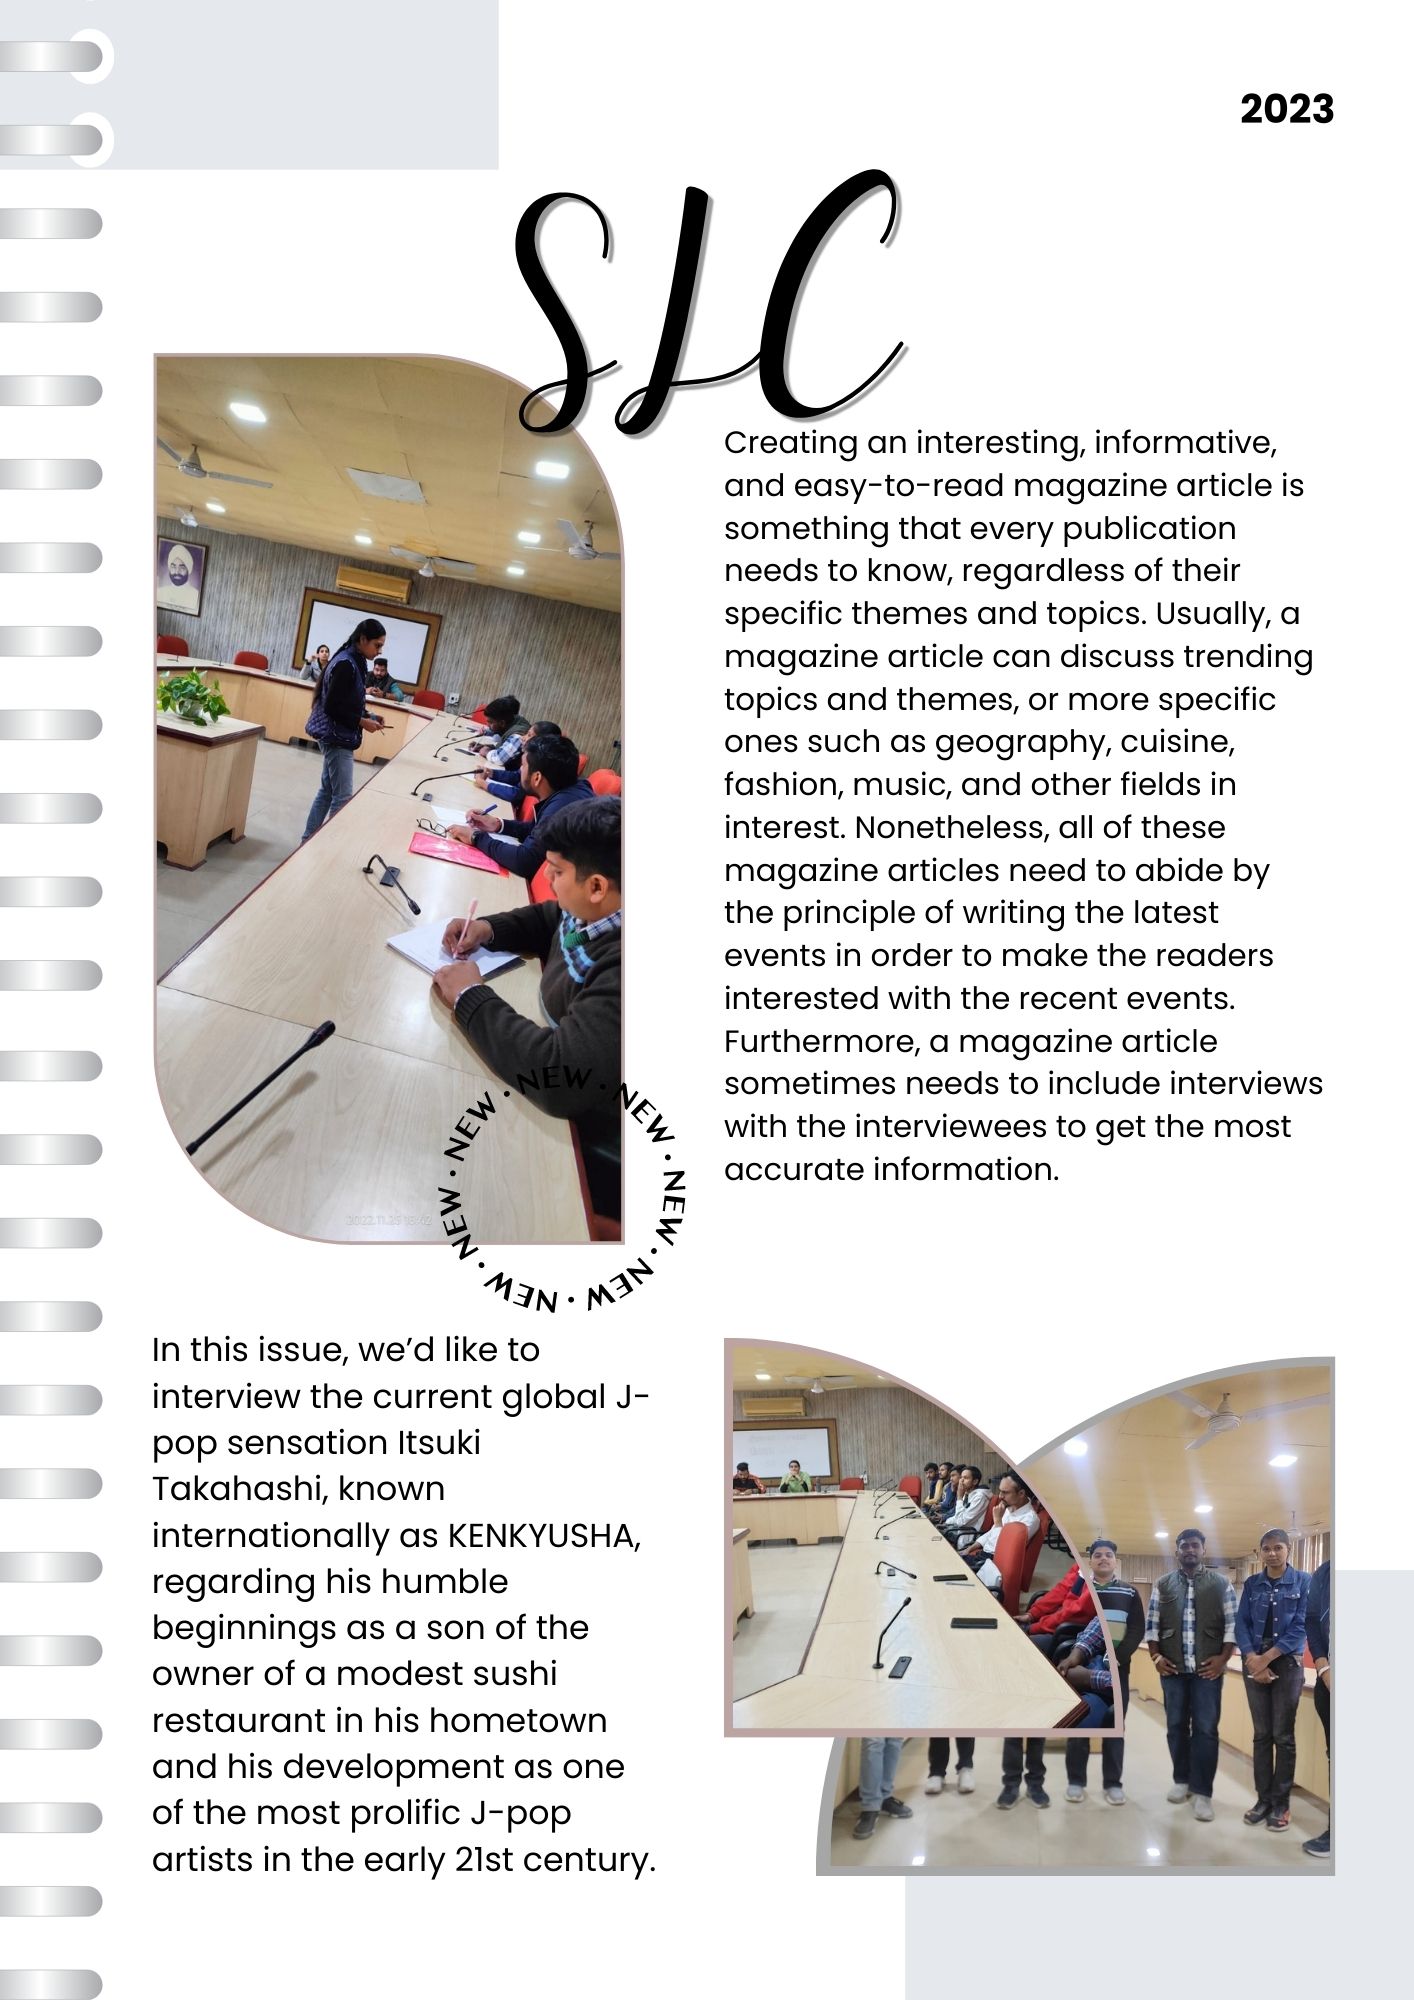 2023
SLC
Creating an interesting, informative,
and easy-to-read magazine article is
something that every publication
needs to know, regardless of their
specific themes and topics. Usually, a
magazine article can discuss trending
topics and themes, or more specific
ones such as geography, cuisine,
fashion, music, and other fields in
interest. Nonetheless, all of these
magazine articles need to abide by
the principle of writing the latest
events in order to make the readers
interested with the recent events.
Furthermore, a magazine article
sometimes needs to include interviews
with the interviewees to get the most
accurate information.
NEW · NEW · NEW · NEW · NEW · NEW · NEW ·
In this issue, we’d like to
interview the current global J-
pop sensation Itsuki
Takahashi, known
internationally as KENKYUSHA,
regarding his humble
beginnings as a son of the
owner of a modest sushi
restaurant in his hometown
and his development as one
of the most prolific J-pop
artists in the early 21st century.